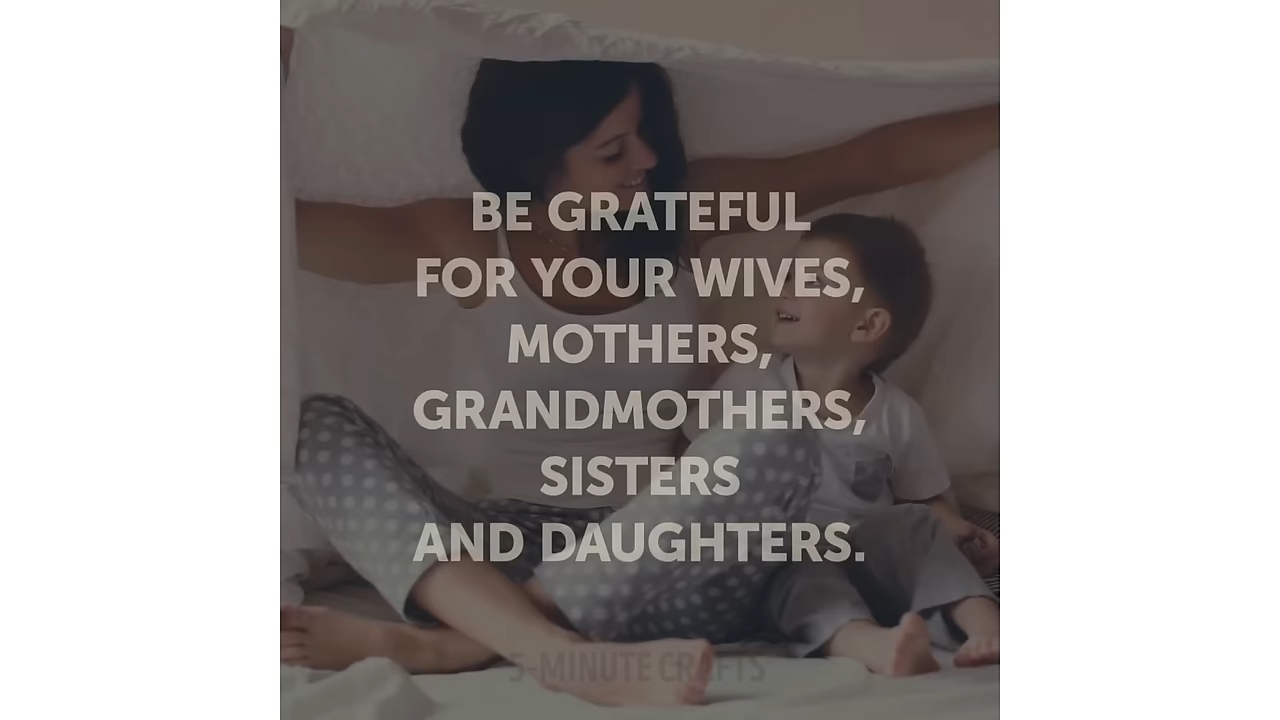 BE GRATEFUL
FOR YOUR WIVES,
MOTHERS,
GRANDMOTHERS,
SISTERS
AND DAUGHTERS.
5-MINUTE CRAFTS